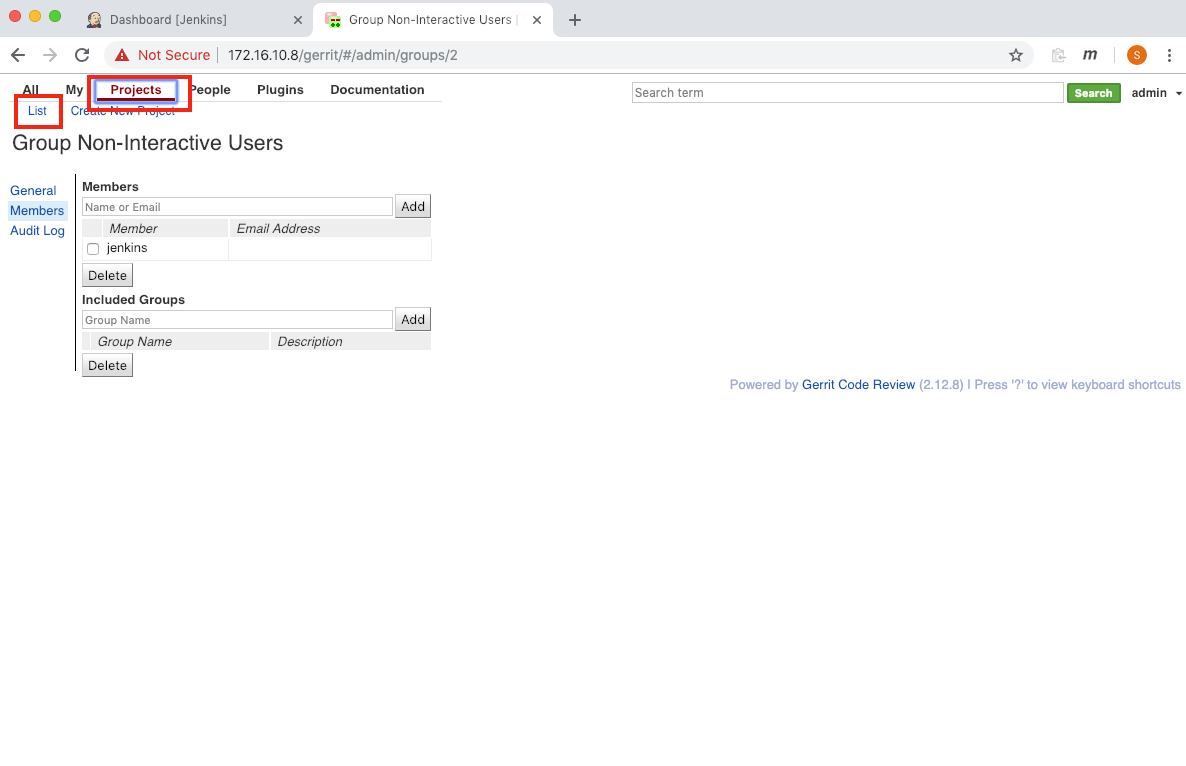 Dashboard [Jenkins]
Group Non-Interactive Users |
Not Secure 172.16.10.8/gerrit/#/admin/groups/2
m
S
All My Projects People Plugins Documentation
Search term
Search
admin
List Create New Project
Group Non-Interactive Users
General
Members
Audit Log
Members
Name or Email
Add
Member Email Address
jenkins
Delete
Included Groups
Group Name
Add
Group Name Description
Delete
Powered by Gerrit Code Review (2.12.8) | Press '?' to view keyboard shortcuts